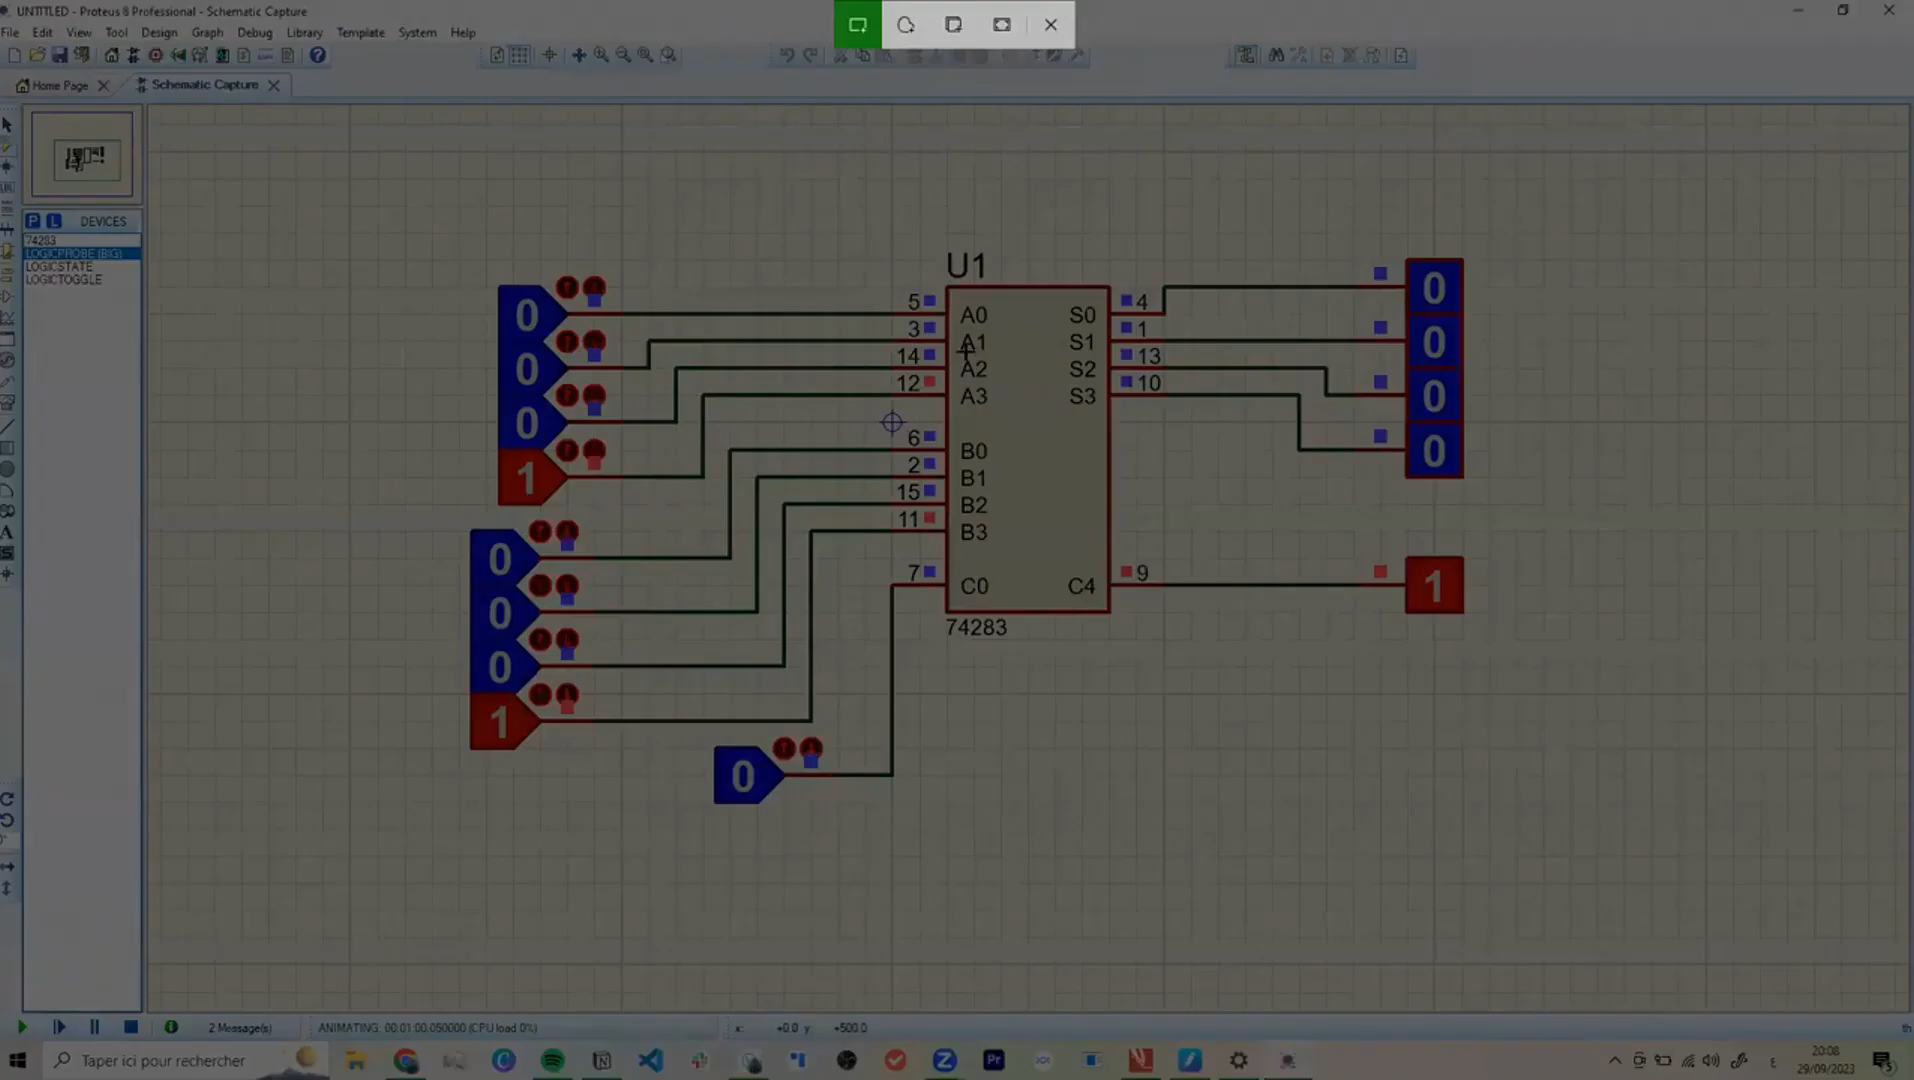 UNTITLED - Proteus 8 Professional - Schematic Capture
File Edit View Tool Design Graph Debug Library Template System Help
Home Page
Schematic Capture
P L DEVICES
74283
LOGICPROBE (BIG)
LOGICSTATE
LOGICTOGGLE
U1
0
0
0
1
0
0
0
1
0
5 A0
3 A1
14 A2
12 A3
6 B0
2 B1
15 B2
11 B3
7 C0
S0 4
S1 1
S2 13
S3 10
C4 9
74283
0
0
0
0
1
2 Message(s)
ANIMATING: 00:01:00.050000 (CPU load 0%)
x: +0.0 y: +500.0
th
Taper ici pour rechercher
20:08
29/09/2023